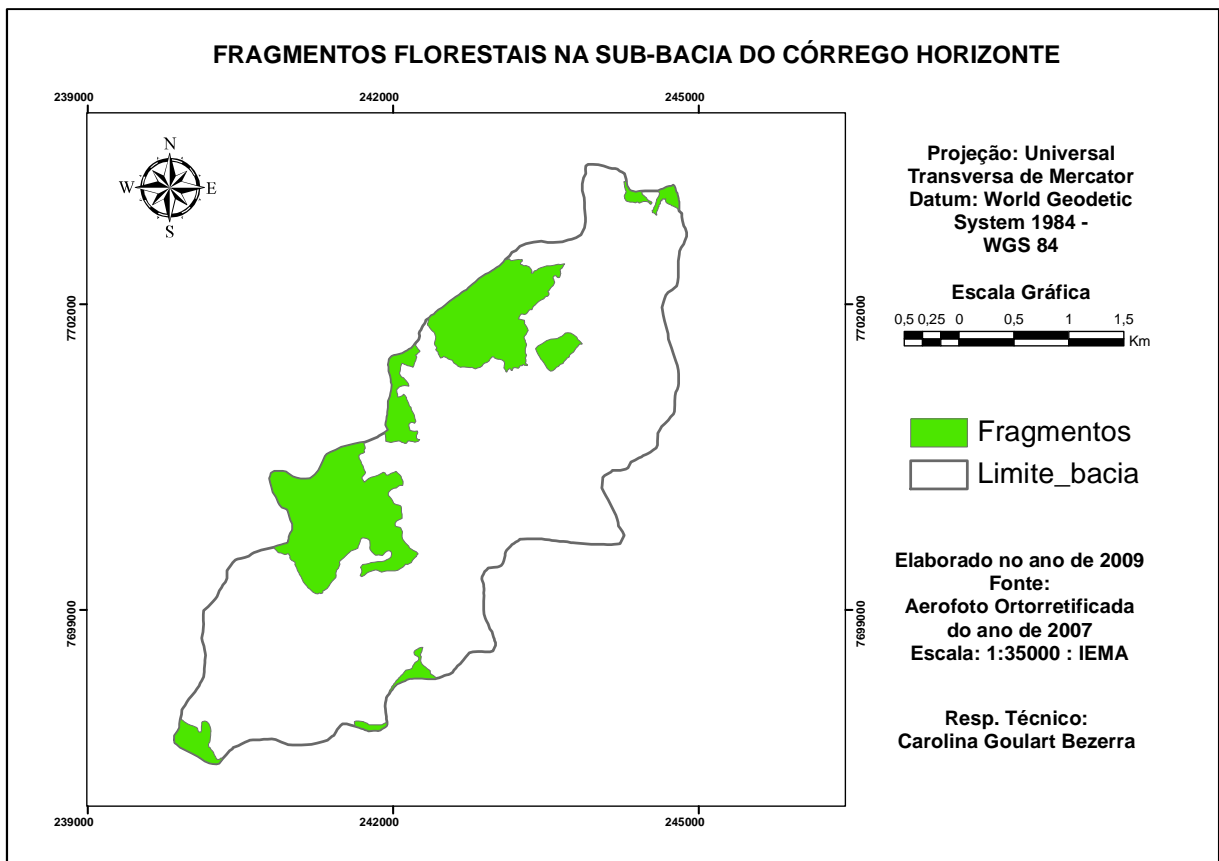 FRAGMENTOS FLORESTAIS NA SUB-BACIA DO CÓRREGO HORIZONTE
239000 242000 245000
N
W E
S
7702000 7702000
7699000 7699000
239000 242000 245000
Projeção: Universal
Transversa de Mercator
Datum: World Geodetic
System 1984 -
WGS 84
Escala Gráfica
0,5 0,25 0 0,5 1 1,5
Km
Fragmentos
Limite_bacia
Elaborado no ano de 2009
Fonte:
Aerofoto Ortorretificada
do ano de 2007
Escala: 1:35000 : IEMA
Resp. Técnico:
Carolina Goulart Bezerra